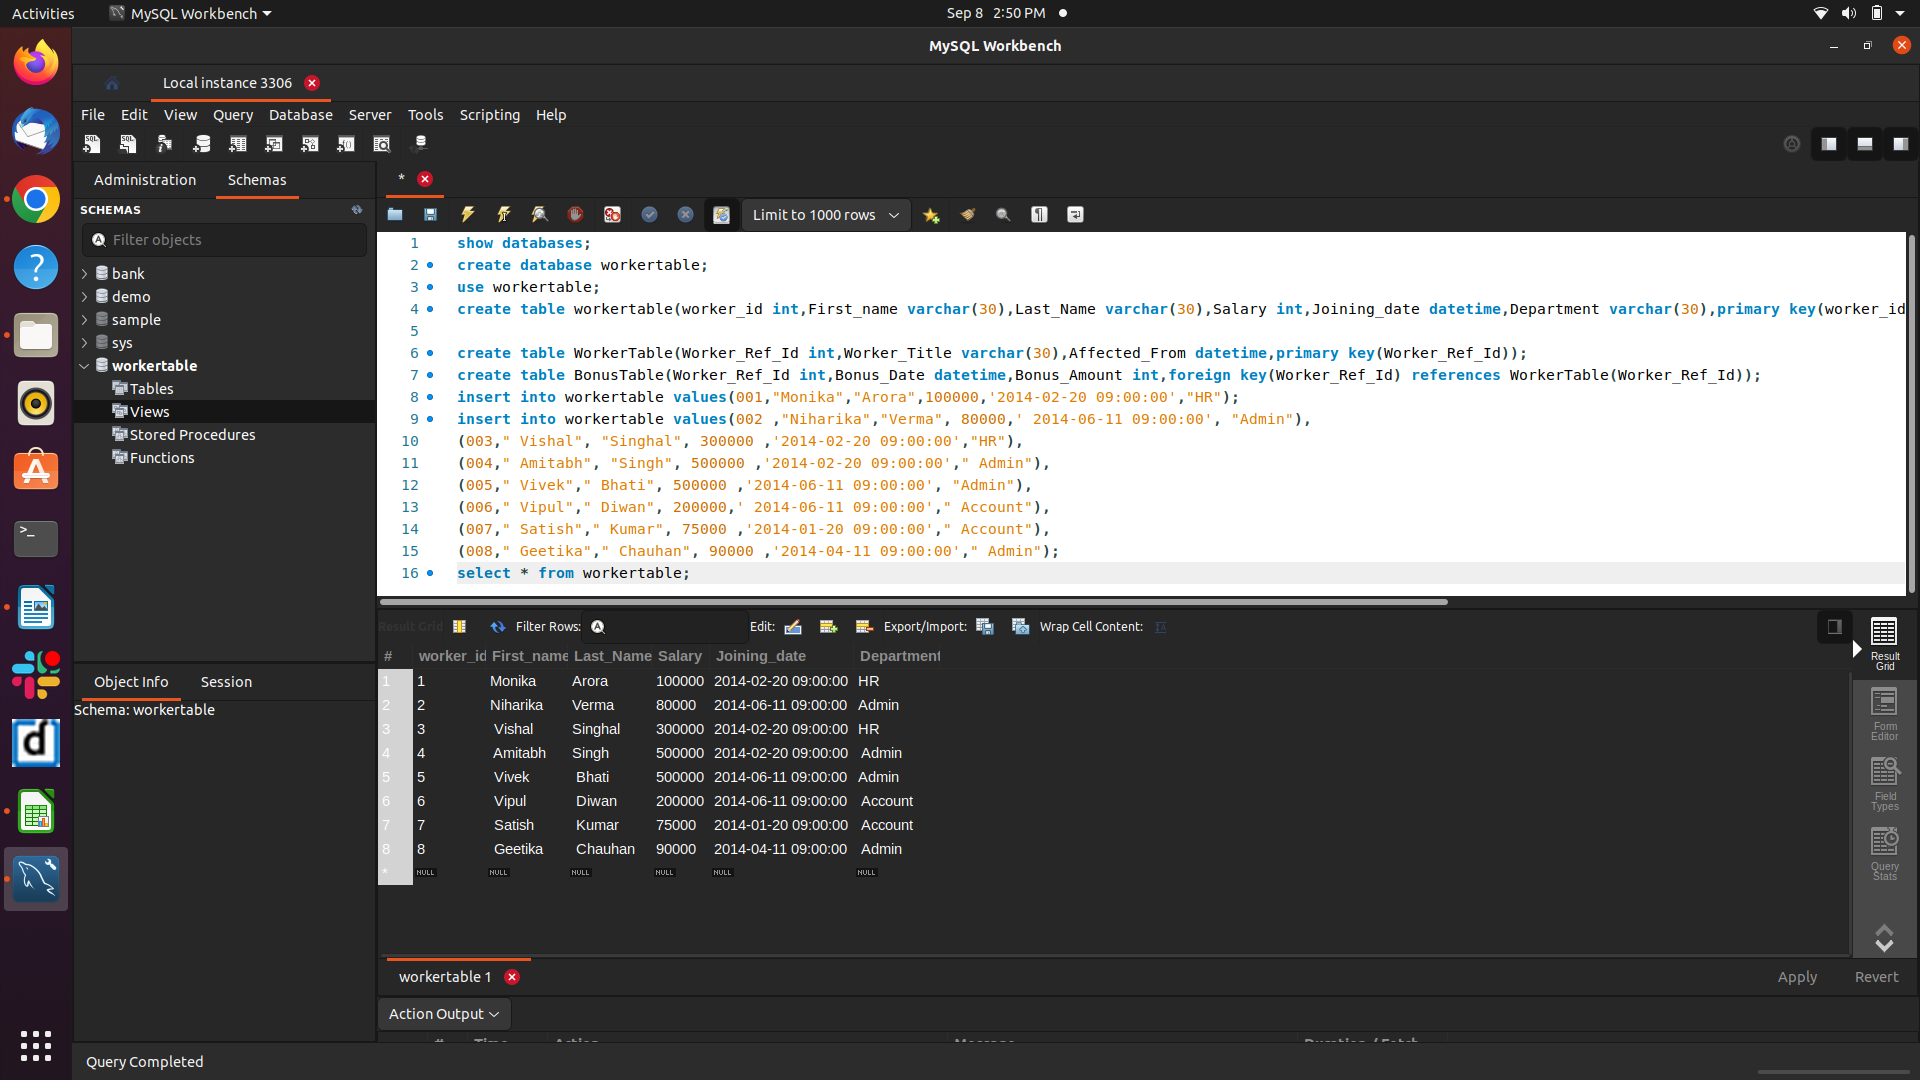 Activities
MySQL Workbench
Sep 8 2:50 PM
MySQL Workbench
Local instance 3306
File Edit View Query Database Server Tools Scripting Help
Administration Schemas
SCHEMAS
Filter objects
bank
demo
sample
sys
workertable
Tables
Views
Stored Procedures
Functions
Object Info Session
Schema: workertable
*
Limit to 1000 rows
1 show databases;
2 create database workertable;
3 use workertable;
4 create table workertable(worker_id int,First_name varchar(30),Last_Name varchar(30),Salary int,Joining_date datetime,Department varchar(30),primary key(worker_id
5
6 create table WorkerTable(Worker_Ref_Id int,Worker_Title varchar(30),Affected_From datetime,primary key(Worker_Ref_Id));
7 create table BonusTable(Worker_Ref_Id int,Bonus_Date datetime,Bonus_Amount int,foreign key(Worker_Ref_Id) references WorkerTable(Worker_Ref_Id));
8 insert into workertable values(001,"Monika","Arora",100000,'2014-02-20 09:00:00',"HR");
9 insert into workertable values(002 ,"Niharika","Verma", 80000,' 2014-06-11 09:00:00', "Admin"),
10 (003," Vishal", "Singhal", 300000 ,'2014-02-20 09:00:00',"HR"),
11 (004," Amitabh", "Singh", 500000 ,'2014-02-20 09:00:00'," Admin"),
12 (005," Vivek"," Bhati", 500000 ,'2014-06-11 09:00:00', "Admin"),
13 (006," Vipul"," Diwan", 200000,' 2014-06-11 09:00:00'," Account"),
14 (007," Satish"," Kumar", 75000 ,'2014-01-20 09:00:00'," Account"),
15 (008," Geetika"," Chauhan", 90000 ,'2014-04-11 09:00:00'," Admin");
16 select * from workertable;
Result Grid Filter Rows: Edit: Export/Import: Wrap Cell Content:
# worker_id First_name Last_Name Salary Joining_date Department
1 1 Monika Arora 100000 2014-02-20 09:00:00 HR
2 2 Niharika Verma 80000 2014-06-11 09:00:00 Admin
3 3 Vishal Singhal 300000 2014-02-20 09:00:00 HR
4 4 Amitabh Singh 500000 2014-02-20 09:00:00 Admin
5 5 Vivek Bhati 500000 2014-06-11 09:00:00 Admin
6 6 Vipul Diwan 200000 2014-06-11 09:00:00 Account
7 7 Satish Kumar 75000 2014-01-20 09:00:00 Account
8 8 Geetika Chauhan 90000 2014-04-11 09:00:00 Admin
* NULL NULL NULL NULL NULL NULL
Result
Grid
Form
Editor
Field
Types
Query
Stats
workertable 1
Apply Revert
Action Output
# Time Action Message Duration / Fetch
Query Completed